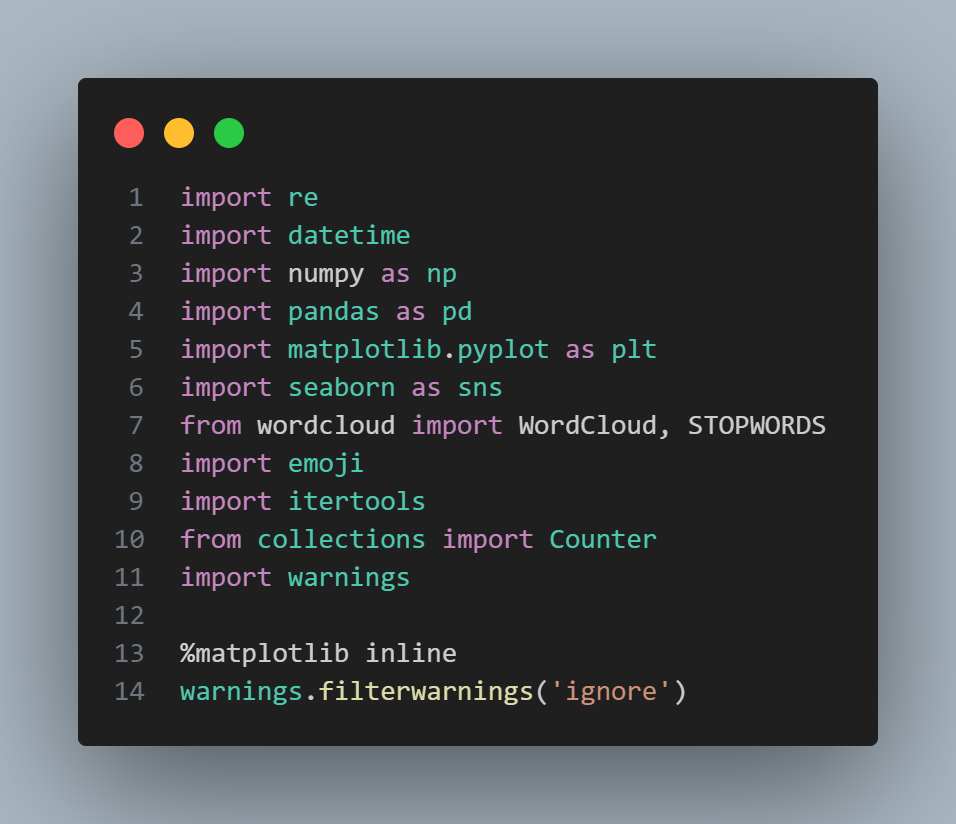 1 import re
2 import datetime
3 import numpy as np
4 import pandas as pd
5 import matplotlib.pyplot as plt
6 import seaborn as sns
7 from wordcloud import WordCloud, STOPWORDS
8 import emoji
9 import itertools
10 from collections import Counter
11 import warnings
12
13 %matplotlib inline
14 warnings.filterwarnings('ignore')